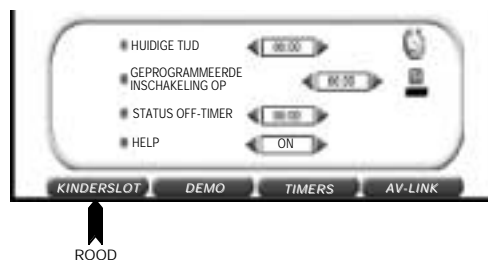 HUIDIGE TIJD 00:00
GEPROGRAMMEERDE
INSCHAKELING OP 00:00
STATUS OFF-TIMER 00:00
HELP ON
KINDERSLOT DEMO TIMERS AV-LINK
ROOD